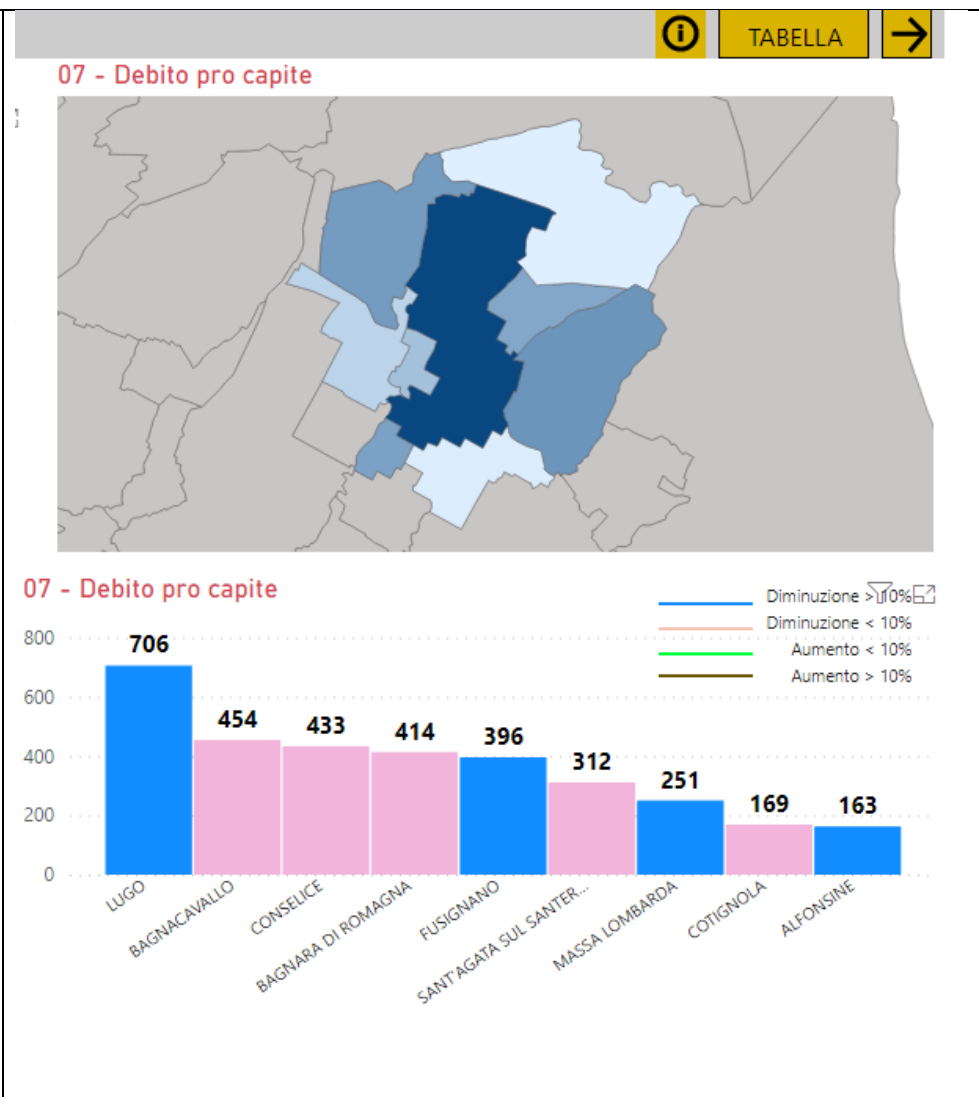 TABELLA
07 - Debito pro capite
07 - Debito pro capite
Diminuzione > 10%
Diminuzione < 10%
Aumento < 10%
Aumento > 10%
800
600
400
200
0
706
454
433
414
396
312
251
169
163
LUGO
BAGNACAVALLO
CONSELICE
BAGNARA DI ROMAGNA
FUSIGNANO
SANT'AGATA SUL SANTER...
MASSA LOMBARDA
COTIGNOLA
ALFONSINE